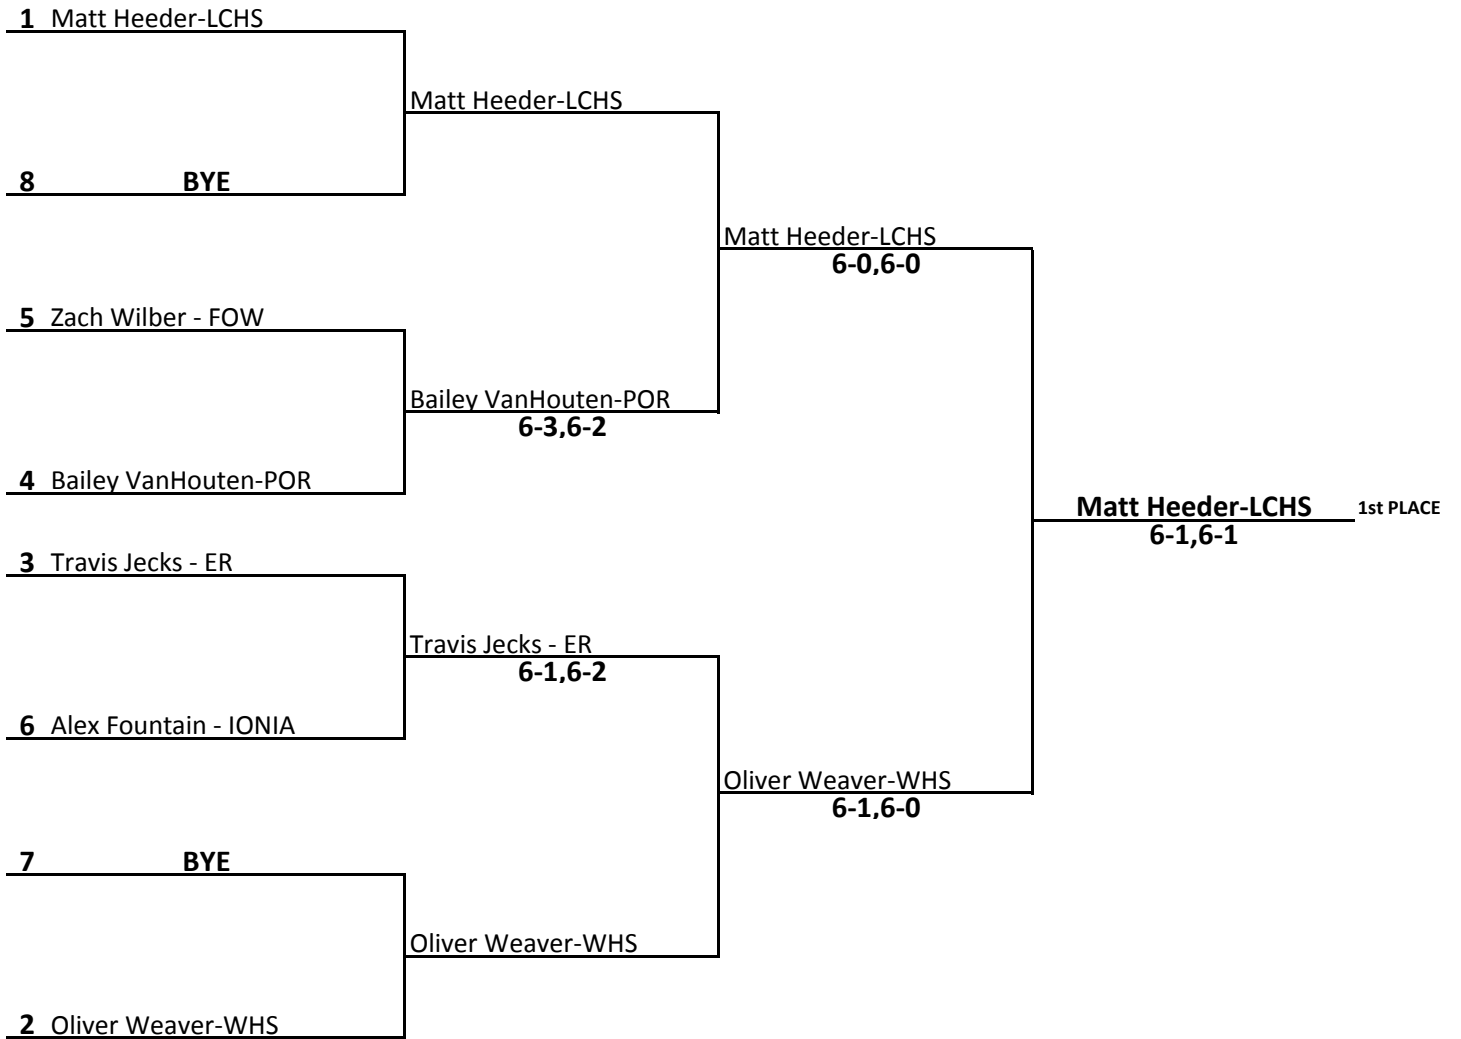 1 Matt Heeder-LCHS
Matt Heeder-LCHS
8 BYE
Matt Heeder-LCHS
6-0,6-0
5 Zach Wilber - FOW
Bailey VanHouten-POR
6-3,6-2
4 Bailey VanHouten-POR
Matt Heeder-LCHS 1st PLACE
6-1,6-1
3 Travis Jecks - ER
Travis Jecks - ER
6-1,6-2
6 Alex Fountain - IONIA
Oliver Weaver-WHS
6-1,6-0
7 BYE
Oliver Weaver-WHS
2 Oliver Weaver-WHS